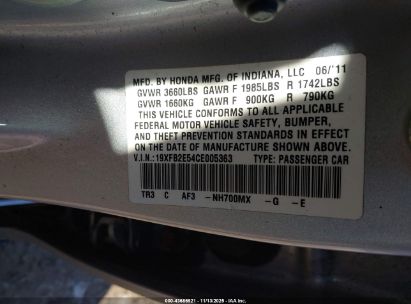 MFD. BY HONDA MFG. OF INDIANA, LLC 06/'11
GVWR 3660LBS GAWR F 1985LBS R 1742LBS
GVWR 1660KG GAWR F 900KG R 790KG
THIS VEHICLE CONFORMS TO ALL APPLICABLE
FEDERAL MOTOR VEHICLE SAFETY, BUMPER,
AND THEFT PREVENTION STANDARDS IN EFFECT
ON THE DATE OF MANUFACTURE SHOWN ABOVE.
V.I.N.:19XFB2E54CE005363 TYPE: PASSENGER CAR
TR3 C AF3 -NH700MX -G -E